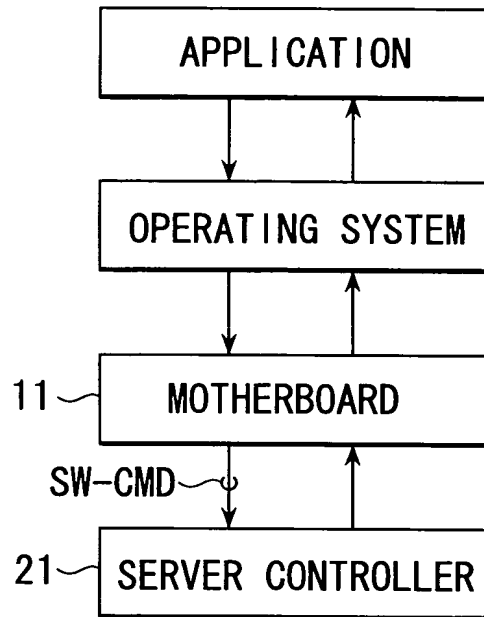 APPLICATION
OPERATING SYSTEM
11
MOTHERBOARD
SW-CMD
21
SERVER CONTROLLER